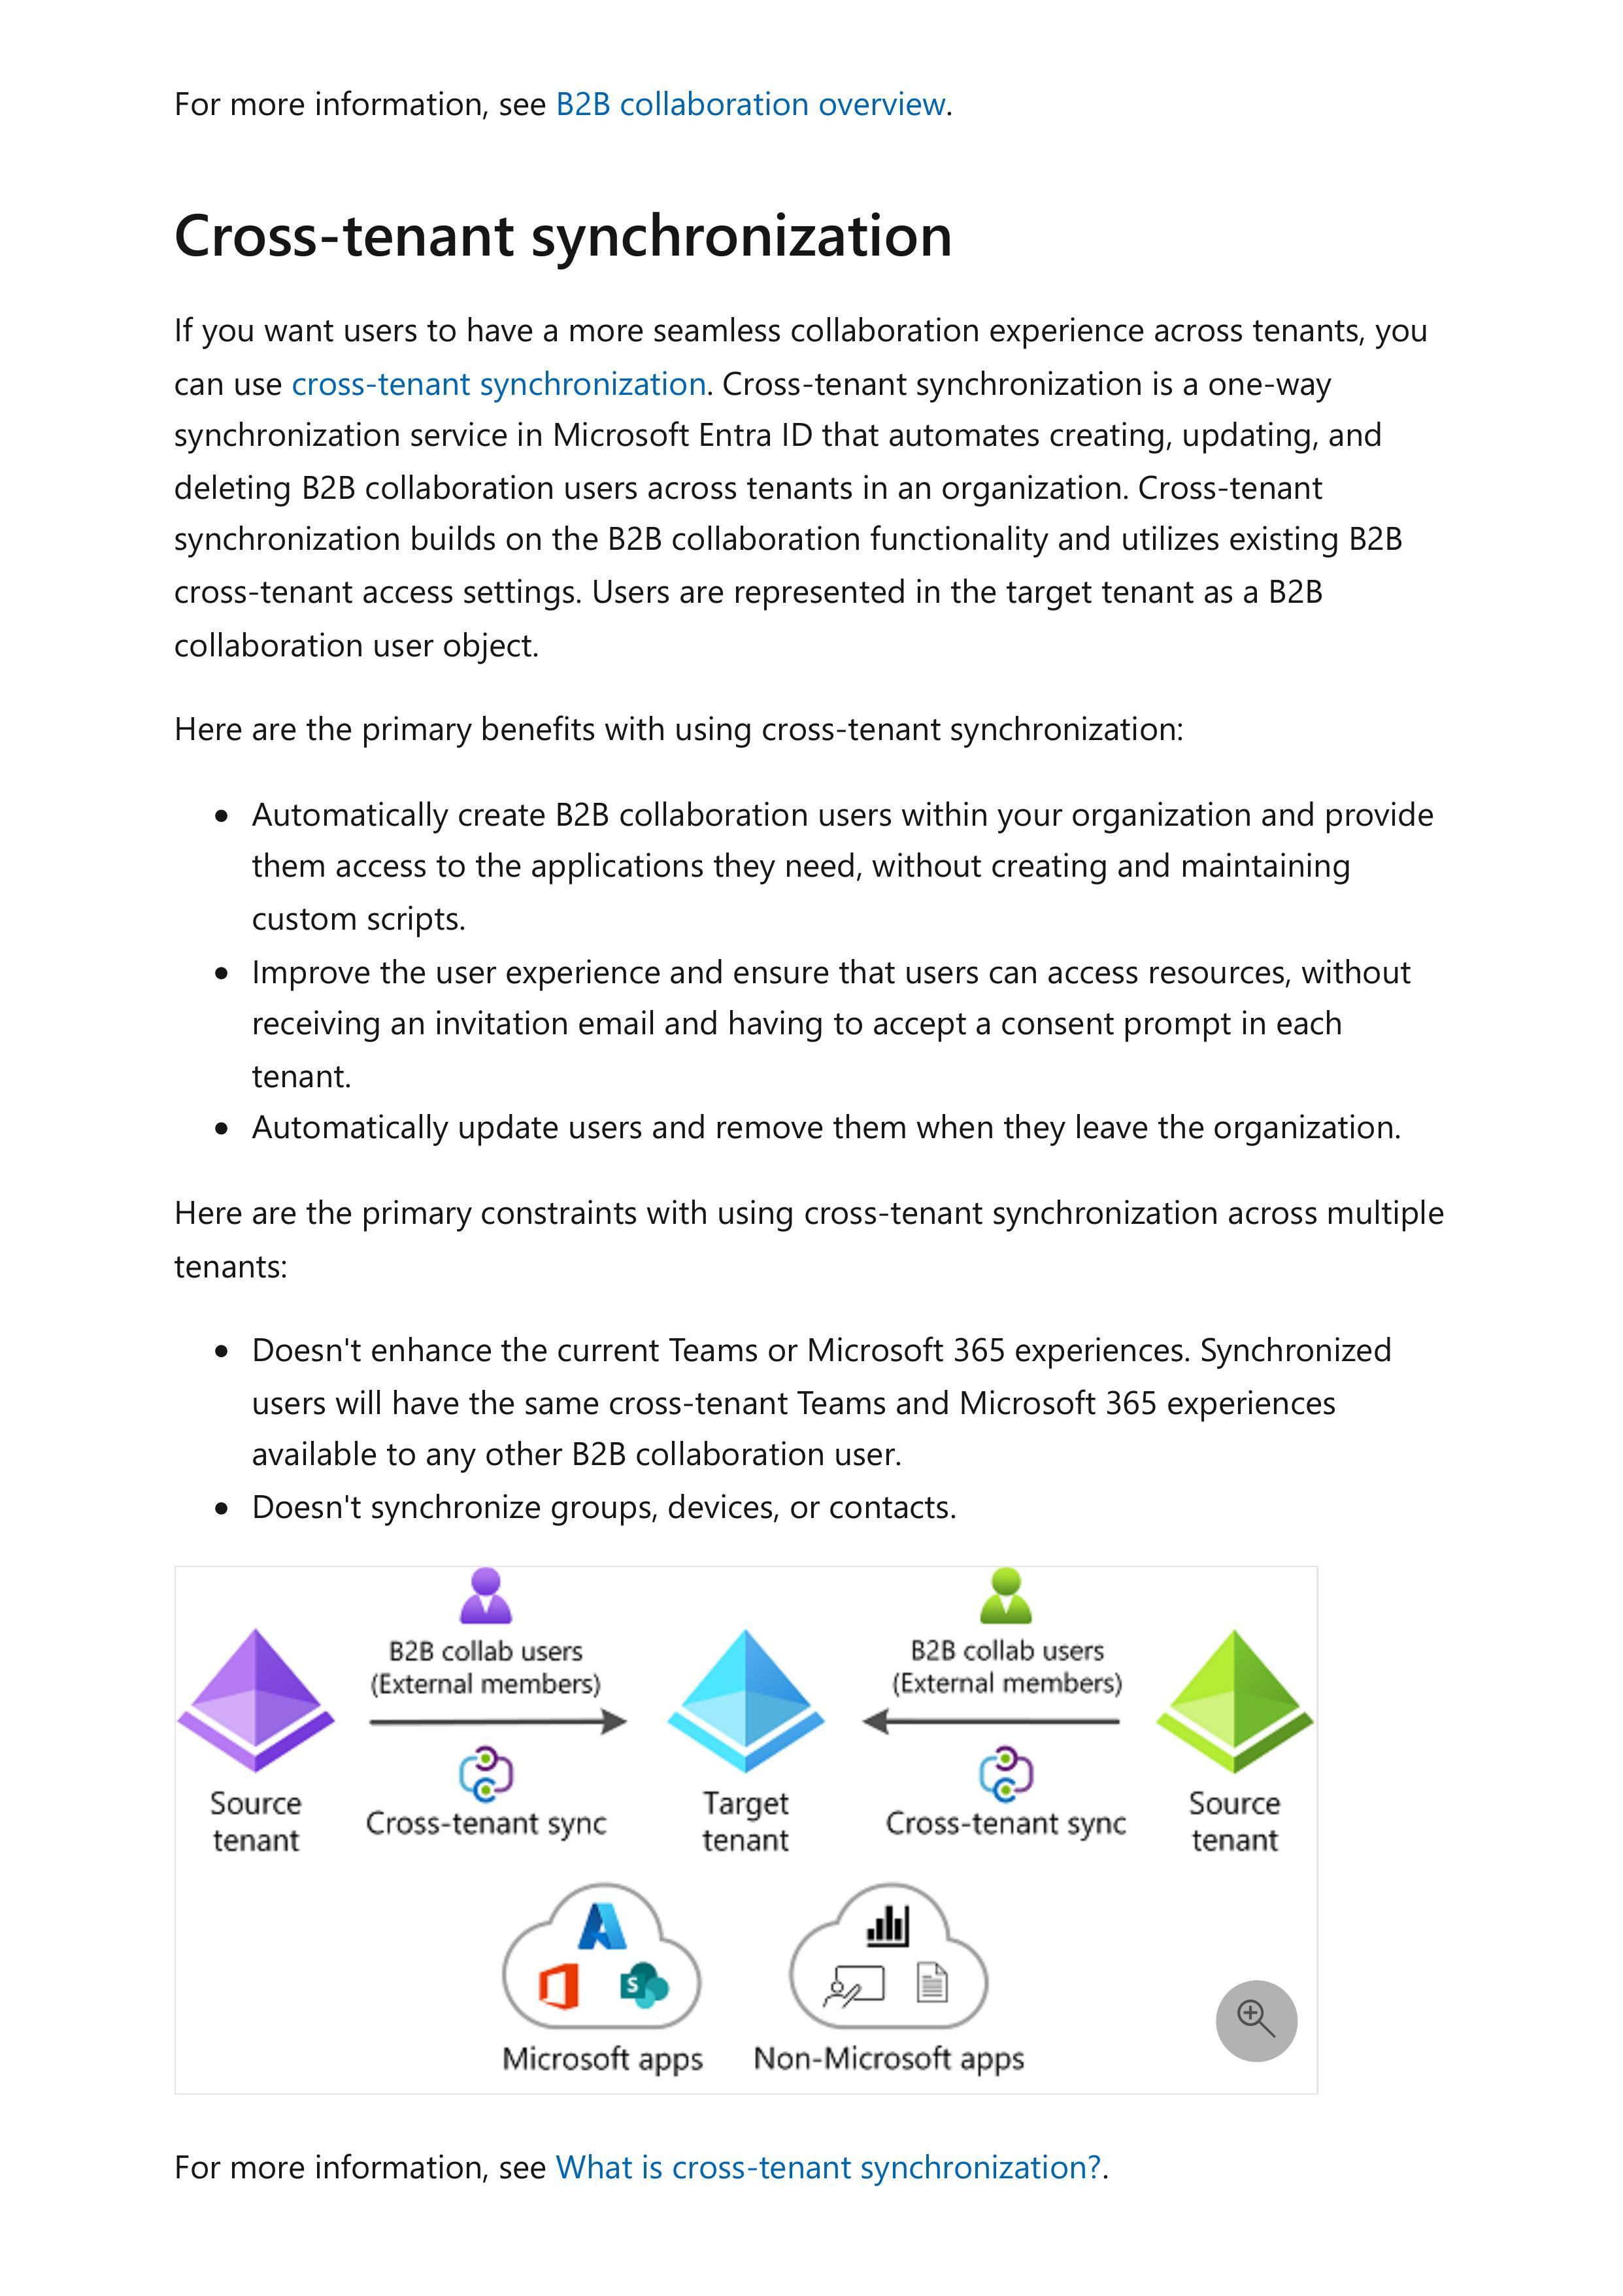 For more information, see B2B collaboration overview.
Cross-tenant synchronization
If you want users to have a more seamless collaboration experience across tenants, you
can use cross-tenant synchronization. Cross-tenant synchronization is a one-way
synchronization service in Microsoft Entra ID that automates creating, updating, and
deleting B2B collaboration users across tenants in an organization. Cross-tenant
synchronization builds on the B2B collaboration functionality and utilizes existing B2B
cross-tenant access settings. Users are represented in the target tenant as a B2B
collaboration user object.
Here are the primary benefits with using cross-tenant synchronization:
• Automatically create B2B collaboration users within your organization and provide
them access to the applications they need, without creating and maintaining
custom scripts.
• Improve the user experience and ensure that users can access resources, without
receiving an invitation email and having to accept a consent prompt in each
tenant.
• Automatically update users and remove them when they leave the organization.
Here are the primary constraints with using cross-tenant synchronization across multiple
tenants:
• Doesn't enhance the current Teams or Microsoft 365 experiences. Synchronized
users will have the same cross-tenant Teams and Microsoft 365 experiences
available to any other B2B collaboration user.
• Doesn't synchronize groups, devices, or contacts.
B2B collab users
(External members)
B2B collab users
(External members)
Source
tenant
Cross-tenant sync
Target
tenant
Cross-tenant sync
Source
tenant
S
Microsoft apps
Non-Microsoft apps
For more information, see What is cross-tenant synchronization?.